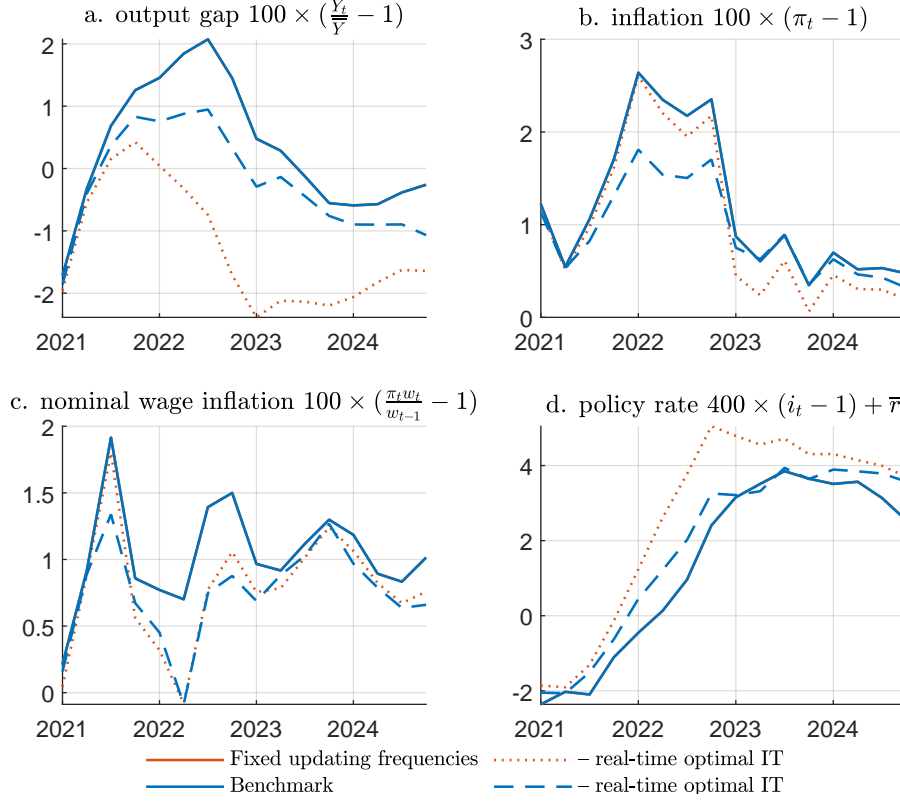 a. output gap 100 × (Y_t/Y̿ − 1)
b. inflation 100 × (π_t − 1)
2
1
0
-1
-2
2021 2022 2023 2024
3
2
1
0
2021 2022 2023 2024
c. nominal wage inflation 100 × (π_t w_t/w_{t−1} − 1)
d. policy rate 400 × (i_t − 1) + r̅
2
1.5
1
0.5
0
2021 2022 2023 2024
4
2
0
-2
2021 2022 2023 2024
Fixed updating frequencies – real-time optimal IT
Benchmark – real-time optimal IT